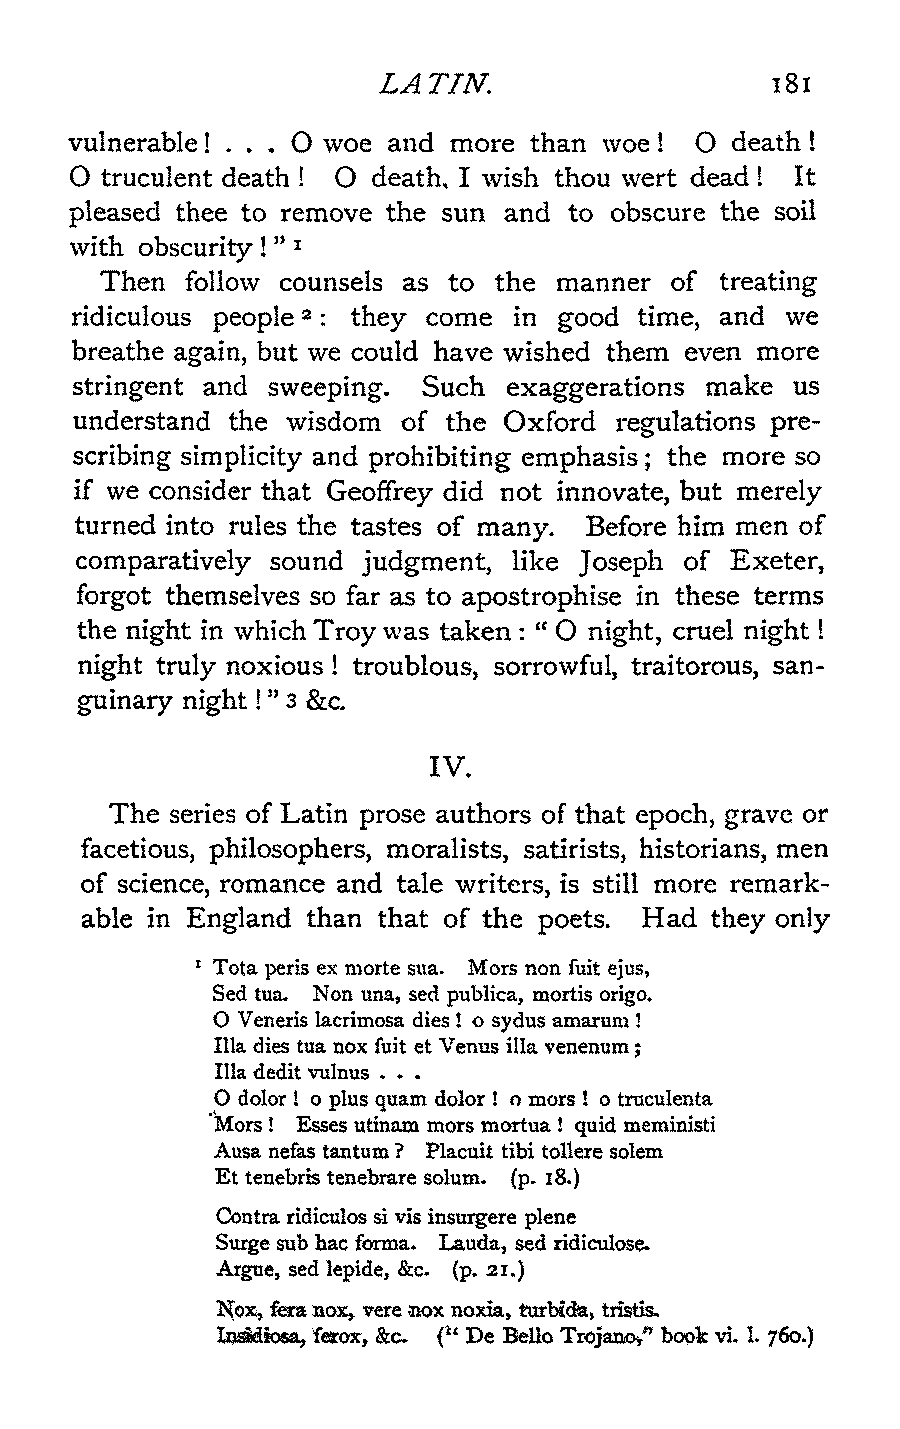 LATIN. 181
vulnerable! . . . O woe and more than woe! O death!
O truculent death! O death, I wish thou wert dead! It
pleased thee to remove the sun and to obscure the soil
with obscurity!" 1
Then follow counsels as to the manner of treating
ridiculous people 2: they come in good time, and we
breathe again, but we could have wished them even more
stringent and sweeping. Such exaggerations make us
understand the wisdom of the Oxford regulations pre-
scribing simplicity and prohibiting emphasis; the more so
if we consider that Geoffrey did not innovate, but merely
turned into rules the tastes of many. Before him men of
comparatively sound judgment, like Joseph of Exeter,
forgot themselves so far as to apostrophise in these terms
the night in which Troy was taken: "O night, cruel night!
night truly noxious! troublous, sorrowful, traitorous, san-
guinary night!" 3 &c.
IV.
The series of Latin prose authors of that epoch, grave or
facetious, philosophers, moralists, satirists, historians, men
of science, romance and tale writers, is still more remark-
able in England than that of the poets. Had they only
1 Tota peris ex morte sua. Mors non fuit ejus,
Sed tua. Non una, sed publica, mortis origo.
O Veneris lacrimosa dies! o sydus amarum!
Illa dies tua nox fuit et Venus illa venenum;
Illa dedit vulnus . . .
O dolor! o plus quam dolor! o mors! o truculenta
Mors! Esses utinam mors mortua! quid meministi
Ausa nefas tantum? Placuit tibi tollere solem
Et tenebris tenebrare solum. (p. 18.)
Contra ridiculos si vis insurgere plene
Surge sub hac forma. Lauda, sed ridiculose.
Argue, sed lepide, &c. (p. 21.)
Nox, fera nox, vere nox noxia, turbida, tristis.
Insidiosa, ferox, &c. ("De Bello Trojano," book vi. l. 760.)